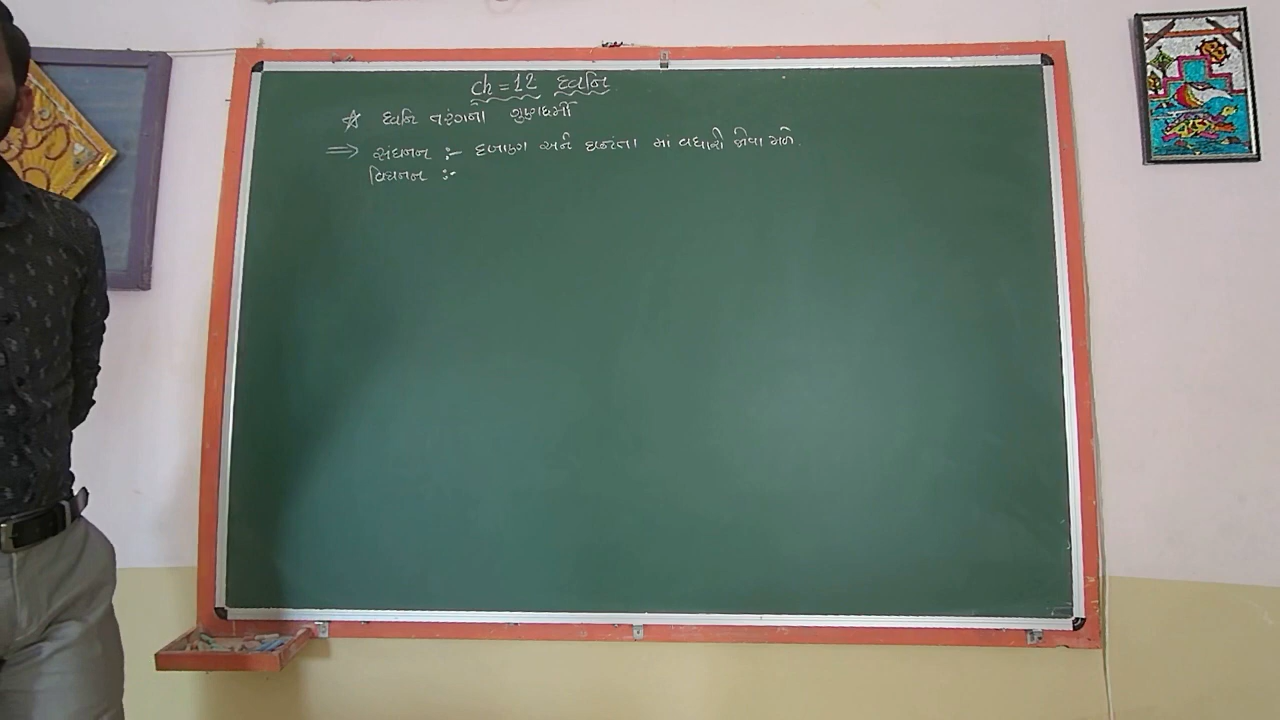 ch = 12 ધ્વનિ
☆ ધ્વનિ તરંગના ગુણધર્મો
⇒ સંઘનન :- દબાણ અને ઘનતા માં વધારો જોવા મળે.
વિઘનન :-